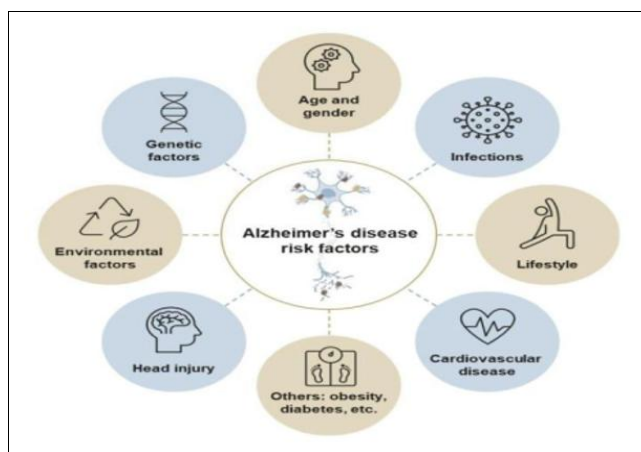 Age and
gender
Genetic
factors
Infections
Alzheimer's disease
risk factors
Environmental
factors
Lifestyle
Head injury
Cardiovascular
disease
Others: obesity,
diabetes, etc.